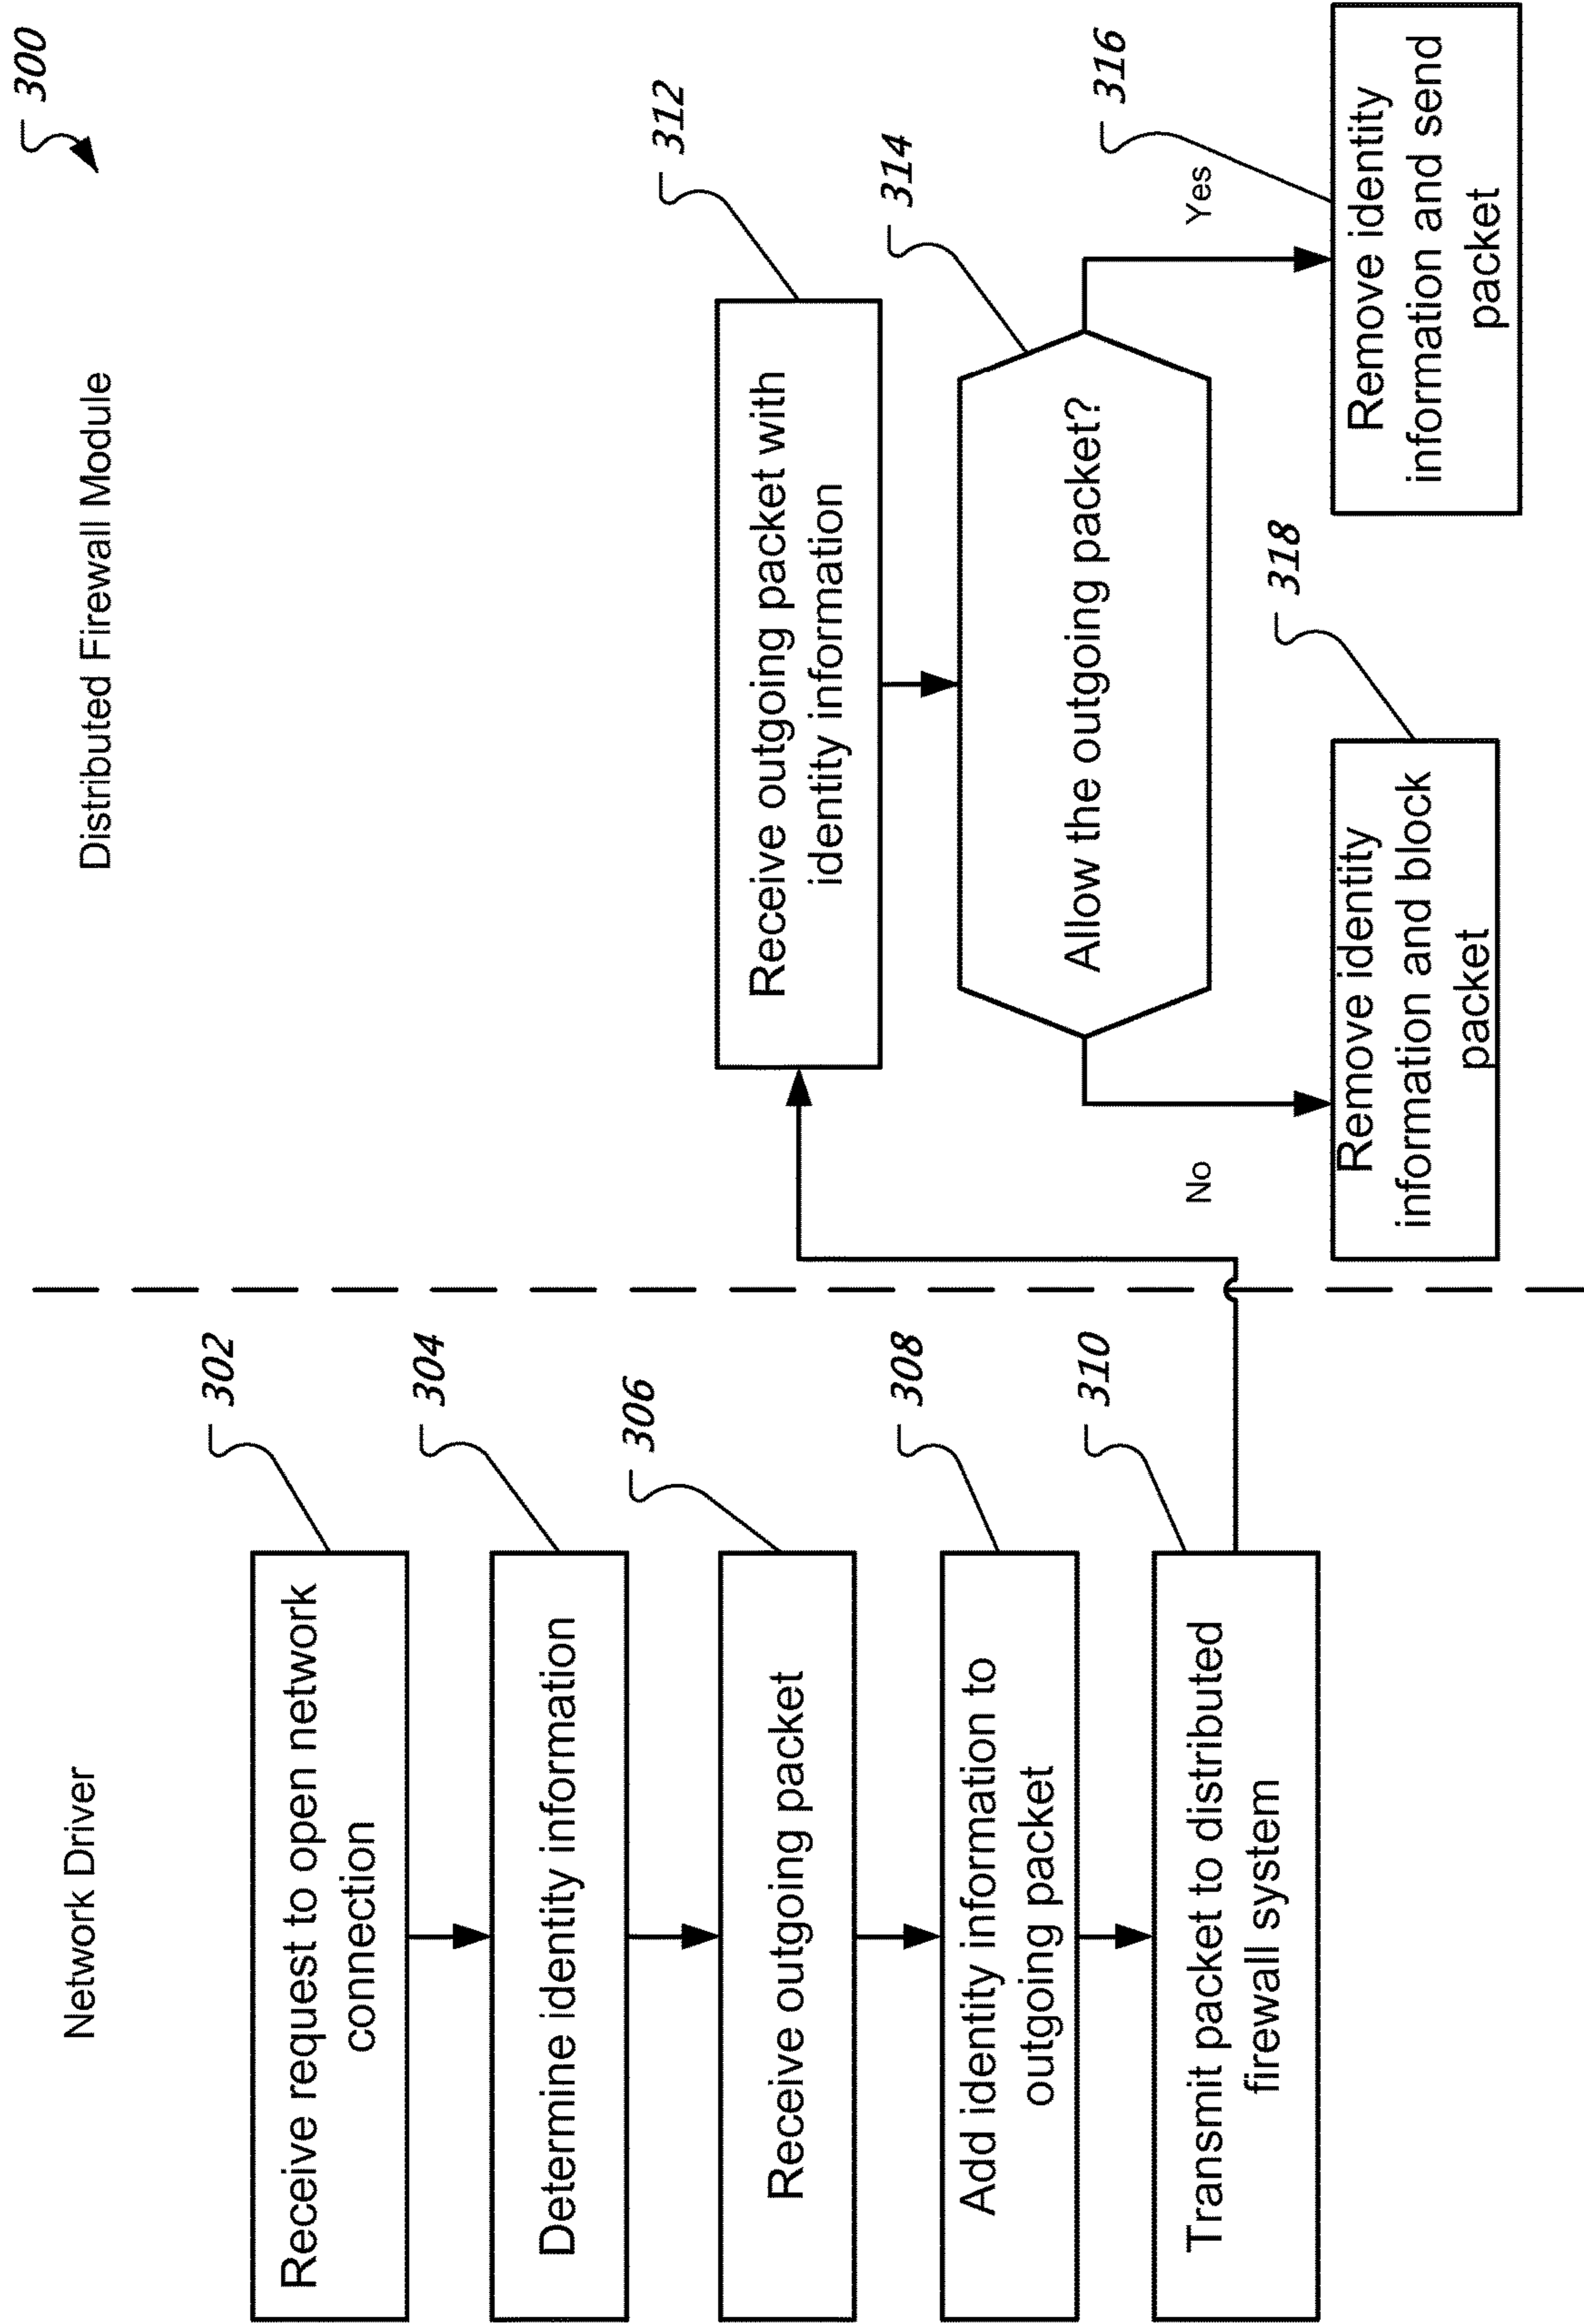 300
Network Driver
Distributed Firewall Module
302
Receive request to open network
connection
304
Determine identity information
306
Receive outgoing packet
308
Add identity information to
outgoing packet
310
Transmit packet to distributed
firewall system
312
Receive outgoing packet with
identity information
314
Allow the outgoing packet?
No
Yes
318
Remove identity
information and block
packet
316
Remove identity
information and send
packet